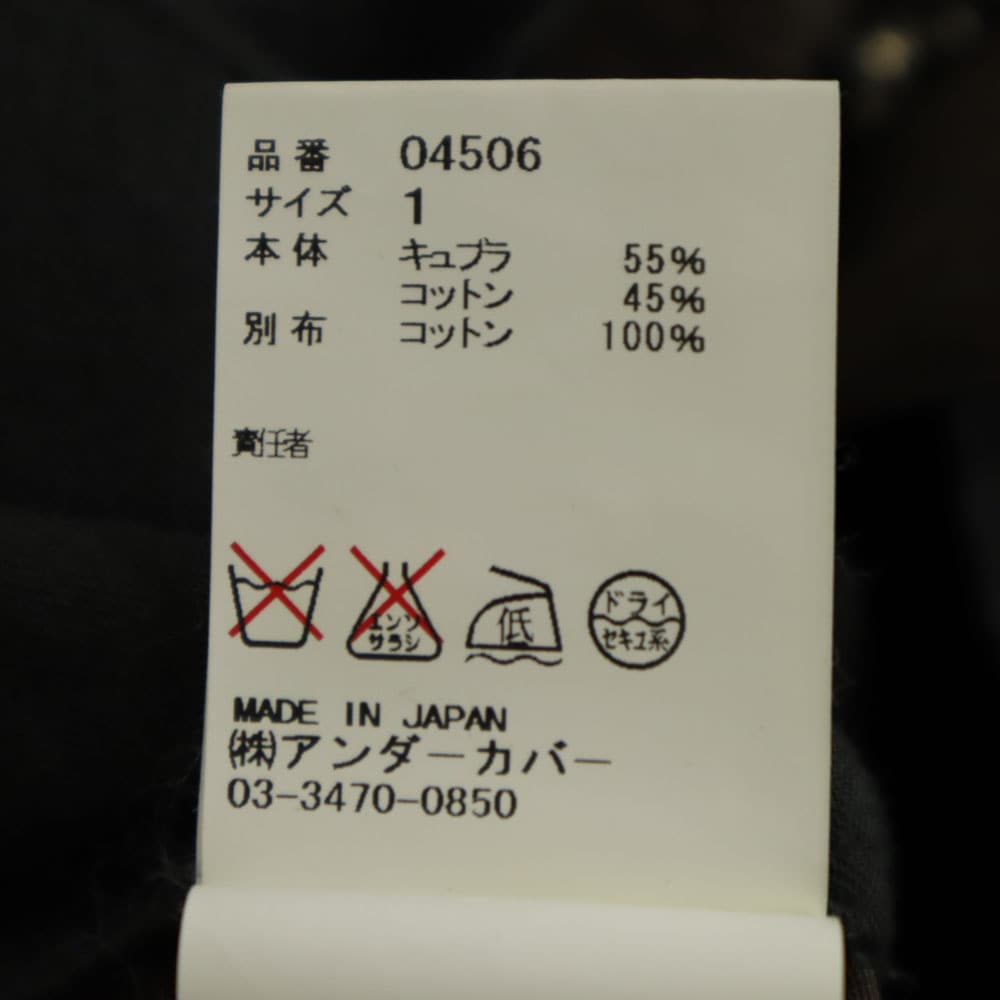 品番 04506
サイズ 1
本体 キュプラ 55%
コットン 45%
別布 コットン 100%
責任者
エンソ
サラシ
低
ドライ
セキユ系
MADE IN JAPAN
㈱アンダーカバー
03-3470-0850